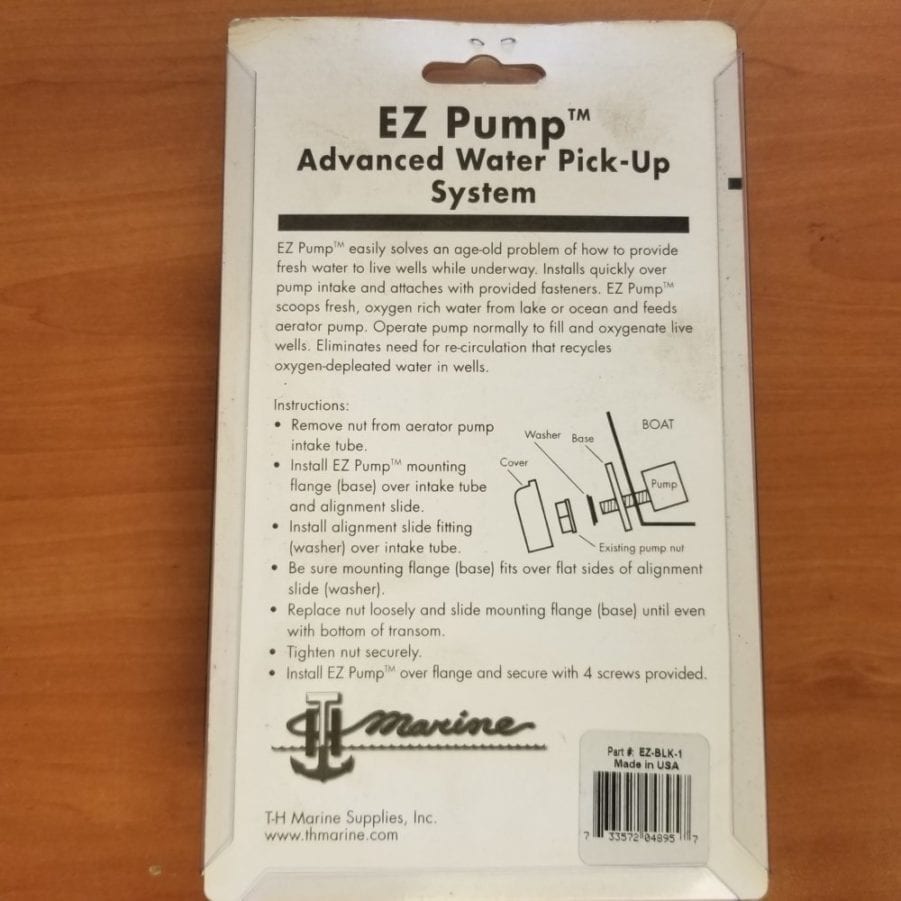 EZ Pump™
Advanced Water Pick-Up
System
EZ Pump™ easily solves an age-old problem of how to provide
fresh water to live wells while underway. Installs quickly over
pump intake and attaches with provided fasteners. EZ Pump™
scoops fresh, oxygen rich water from lake or ocean and feeds
aerator pump. Operate pump normally to fill and oxygenate live
wells. Eliminates need for re-circulation that recycles
oxygen-depleted water in wells.
Instructions:
• Remove nut from aerator pump
intake tube.
• Install EZ Pump™ mounting
flange (base) over intake tube
and alignment slide.
• Install alignment slide fitting
(washer) over intake tube.
• Be sure mounting flange (base) fits over flat sides of alignment
slide (washer).
• Replace nut loosely and slide mounting flange (base) until even
with bottom of transom.
• Tighten nut securely.
• Install EZ Pump™ over flange and secure with 4 screws provided.
BOAT
Washer
Base
Cover
Pump
Existing pump nut
TH marine
T-H Marine Supplies, Inc.
www.thmarine.com
Part #: EZ-BLK-1
Made in USA
7 33572 04895 7